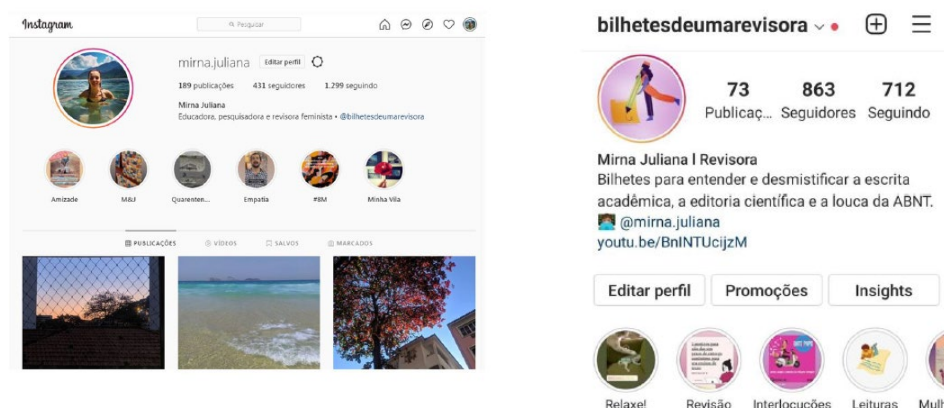 Instagram
Pesquisar
mirna.juliana Editar perfil
189 publicações 431 seguidores 1.299 seguindo
Mirna Juliana
Educadora, pesquisadora e revisora feminista • @bilhetesdeumarevisora
Amizade M&J Quarenten... Empatia #8M Minha Vila
PUBLICAÇÕES VÍDEOS SALVOS MARCADOS
bilhetesdeumarevisora
73 863 712
Publicaç... Seguidores Seguindo
Mirna Juliana l Revisora
Bilhetes para entender e desmistificar a escrita
acadêmica, a editoria científica e a louca da ABNT.
@mirna.juliana
youtu.be/BnINTUcijzM
Editar perfil Promoções Insights
Relaxe! Revisão Interlocuções Leituras